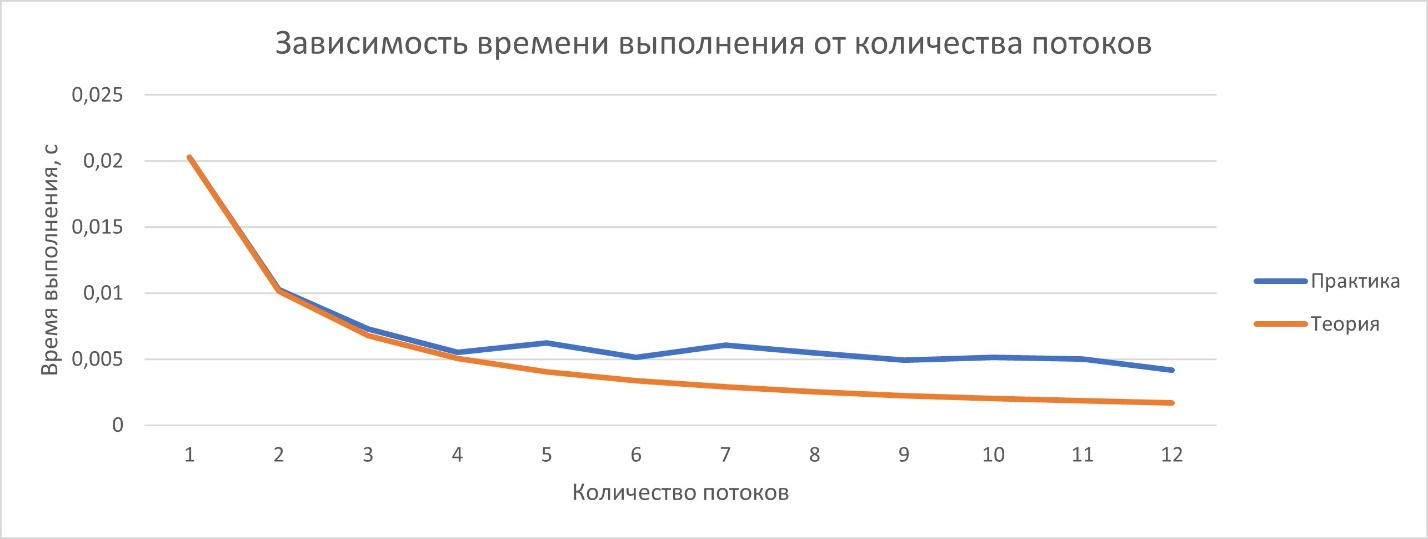 Зависимость времени выполнения от количества потоков
0,025
0,02
0,015
0,01
0,005
0
Время выполнения, с
1 2 3 4 5 6 7 8 9 10 11 12
Количество потоков
Практика
Теория